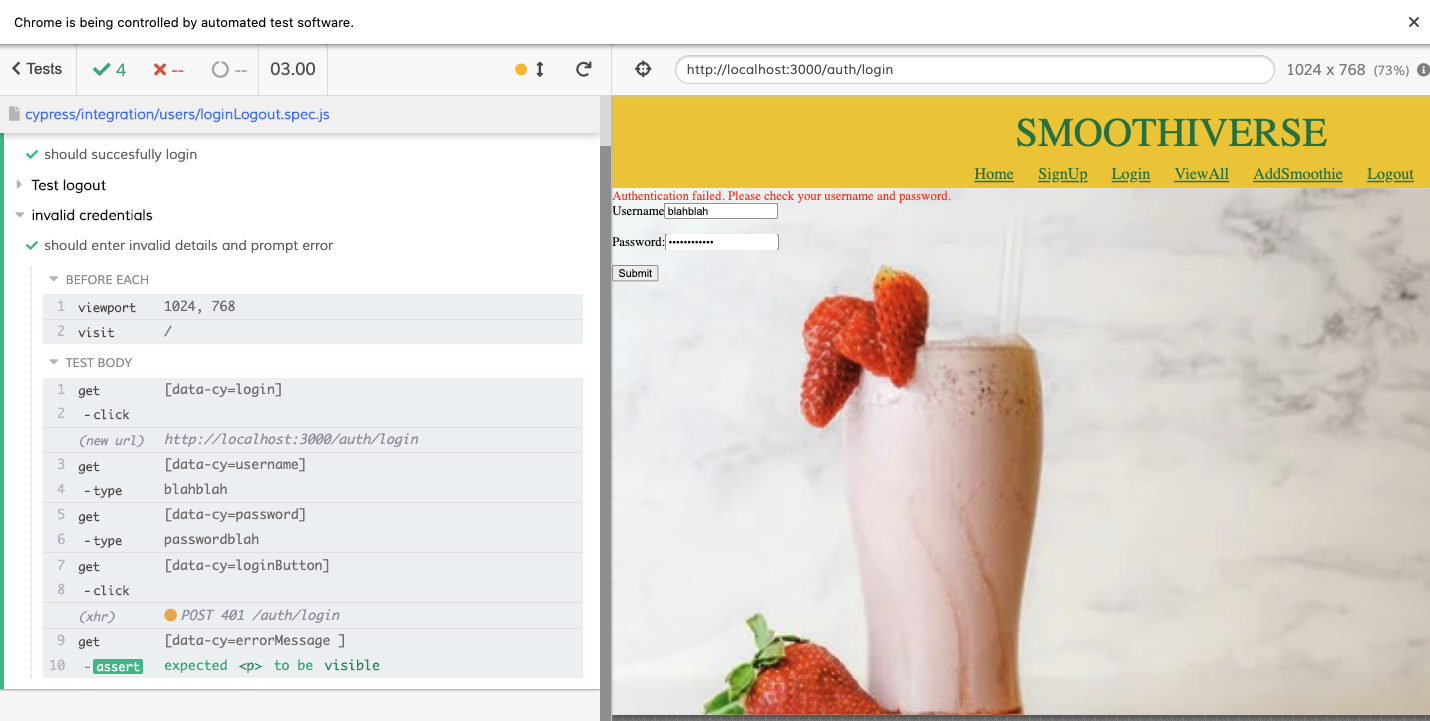 Chrome is being controlled by automated test software.
Tests 4 -- -- 03.00
http://localhost:3000/auth/login 1024 x 768 (73%)
cypress/integration/users/loginLogout.spec.js
should succesfully login
Test logout
invalid credentials
should enter invalid details and prompt error
BEFORE EACH
1 viewport 1024, 768
2 visit /
TEST BODY
1 get [data-cy=login]
2 -click
(new url) http://localhost:3000/auth/login
3 get [data-cy=username]
4 -type blahblah
5 get [data-cy=password]
6 -type passwordblah
7 get [data-cy=loginButton]
8 -click
(xhr) POST 401 /auth/login
9 get [data-cy=errorMessage ]
10 -assert expected <p> to be visible
SMOOTHIVERSE
Home SignUp Login ViewAll AddSmoothie Logout
Authentication failed. Please check your username and password.
Username blahblah
Password: ••••••••••••
Submit